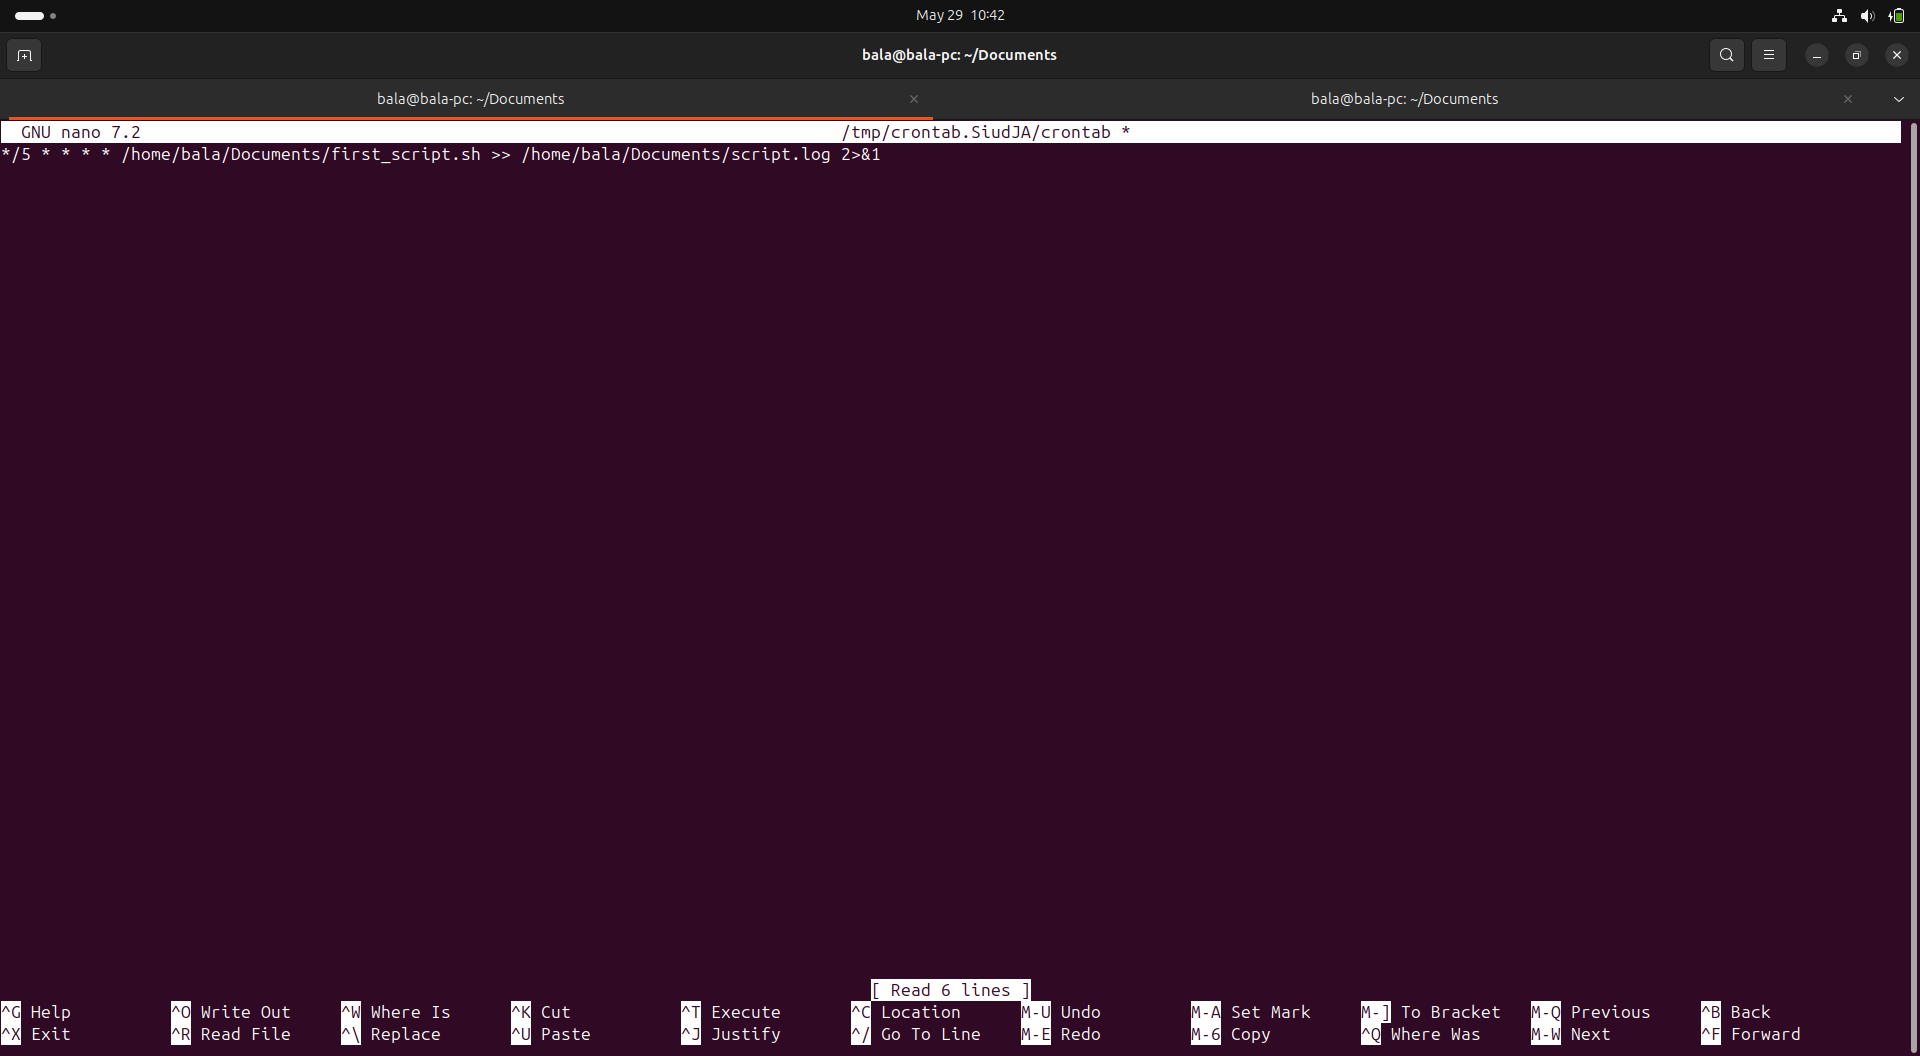 May 29 10:42
bala@bala-pc: ~/Documents
bala@bala-pc: ~/Documents bala@bala-pc: ~/Documents
GNU nano 7.2 /tmp/crontab.SiudJA/crontab *
*/5 * * * * /home/bala/Documents/first_script.sh >> /home/bala/Documents/script.log 2>&1
[ Read 6 lines ]
^G Help ^O Write Out ^W Where Is ^K Cut ^T Execute ^C Location M-U Undo M-A Set Mark M-] To Bracket M-Q Previous ^B Back
^X Exit ^R Read File ^\ Replace ^U Paste ^J Justify ^/ Go To Line M-E Redo M-6 Copy ^Q Where Was M-W Next ^F Forward